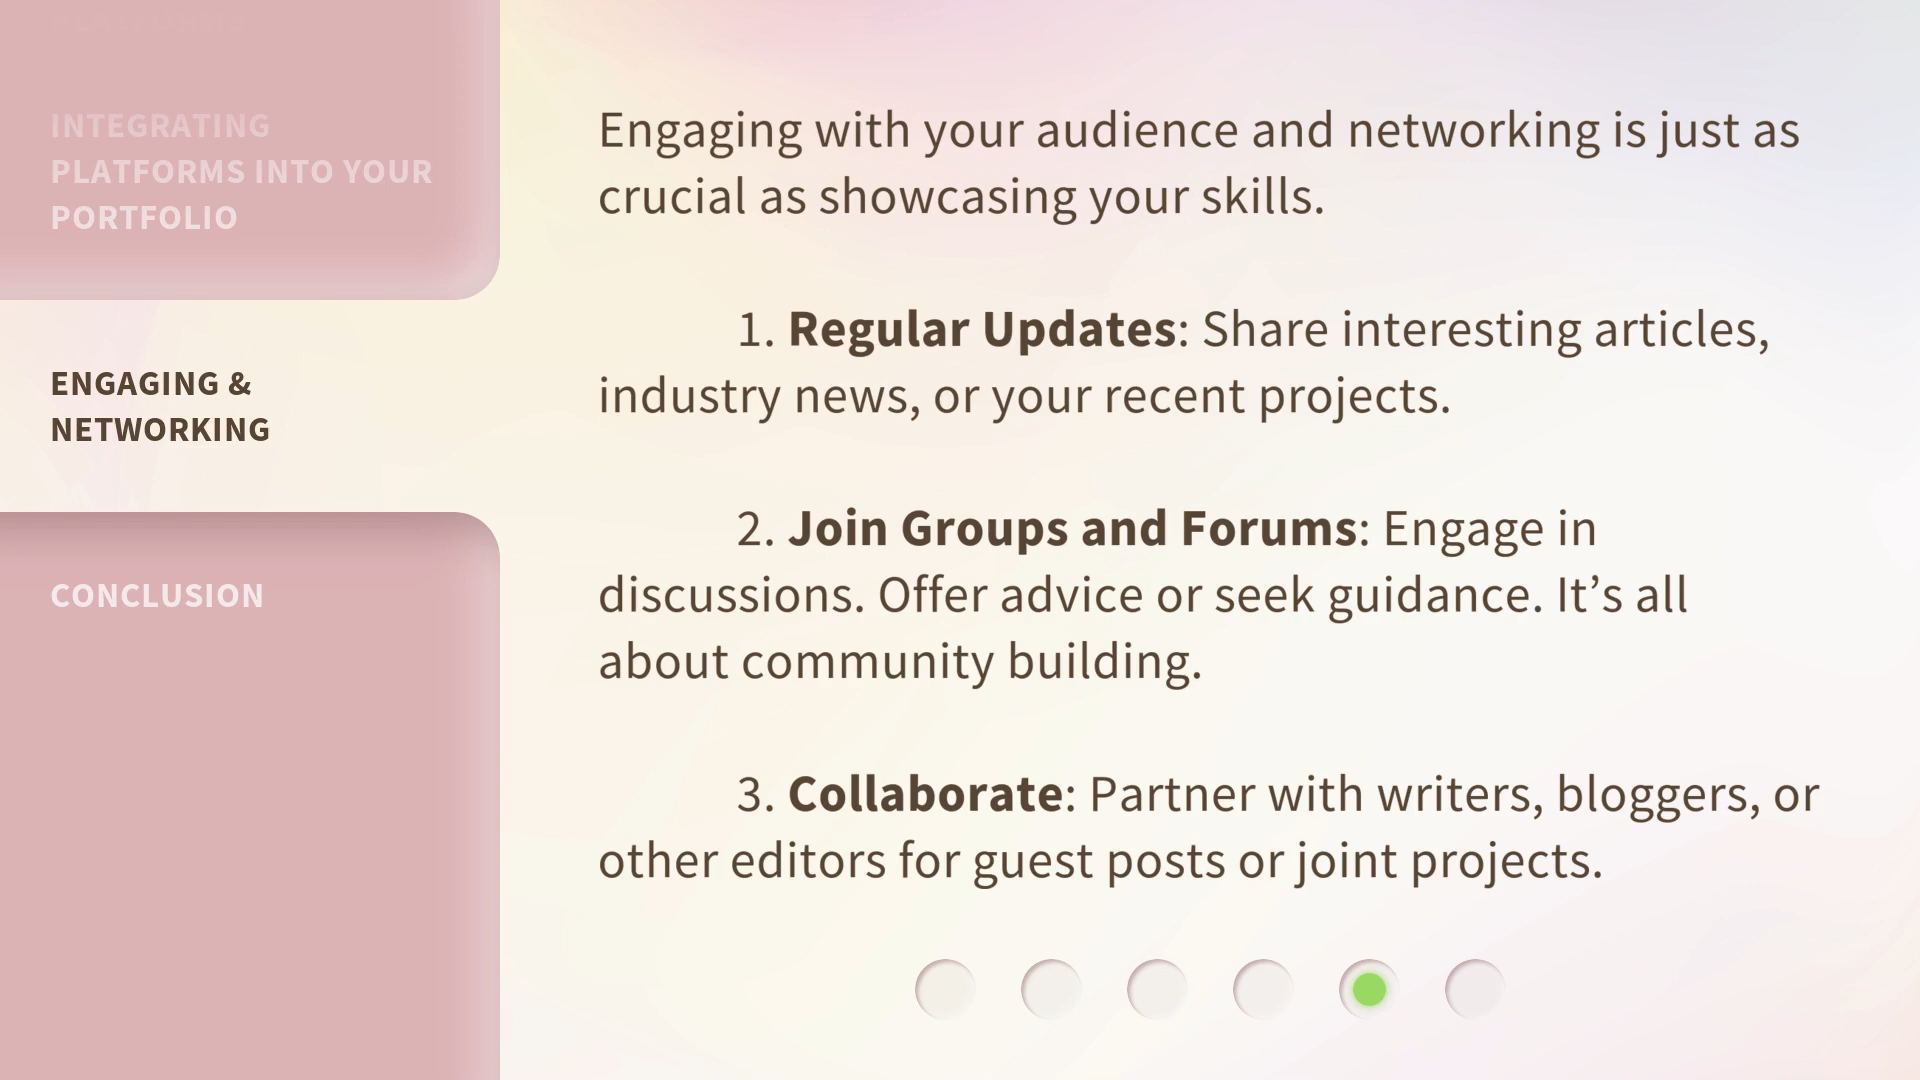 INTEGRATING
PLATFORMS INTO YOUR
PORTFOLIO
ENGAGING &
NETWORKING
CONCLUSION
Engaging with your audience and networking is just as
crucial as showcasing your skills.
1. Regular Updates: Share interesting articles,
industry news, or your recent projects.
2. Join Groups and Forums: Engage in
discussions. Offer advice or seek guidance. It’s all
about community building.
3. Collaborate: Partner with writers, bloggers, or
other editors for guest posts or joint projects.